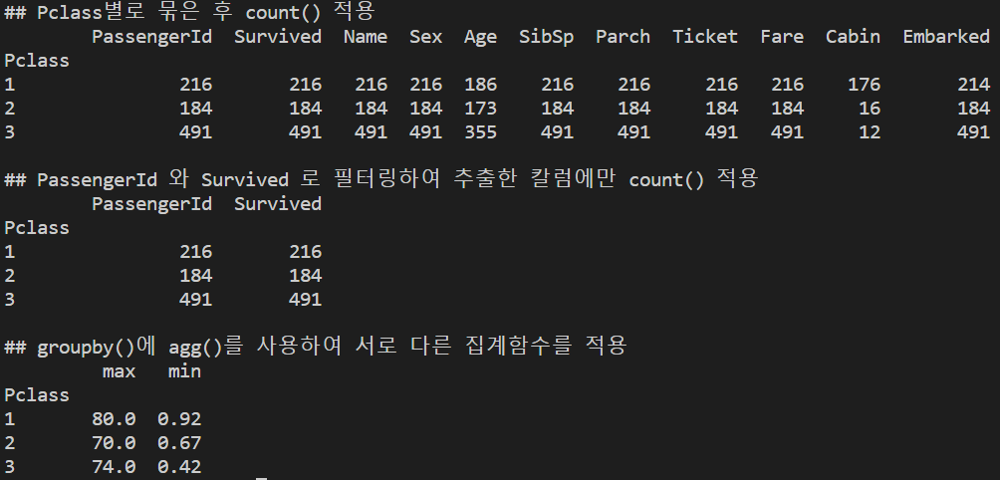 ## Pclass별로 묶은 후 count() 적용
        PassengerId  Survived  Name  Sex  Age  SibSp  Parch  Ticket  Fare  Cabin  Embarked
Pclass
1               216       216   216  216  186    216    216     216   216    176       214
2               184       184   184  184  173    184    184     184   184     16       184
3               491       491   491  491  355    491    491     491   491     12       491
## PassengerId 와 Survived 로 필터링하여 추출한 칼럼에만 count() 적용
        PassengerId  Survived
Pclass
1               216       216
2               184       184
3               491       491
## groupby()에 agg()를 사용하여 서로 다른 집계함수를 적용
         max   min
Pclass
1       80.0  0.92
2       70.0  0.67
3       74.0  0.42